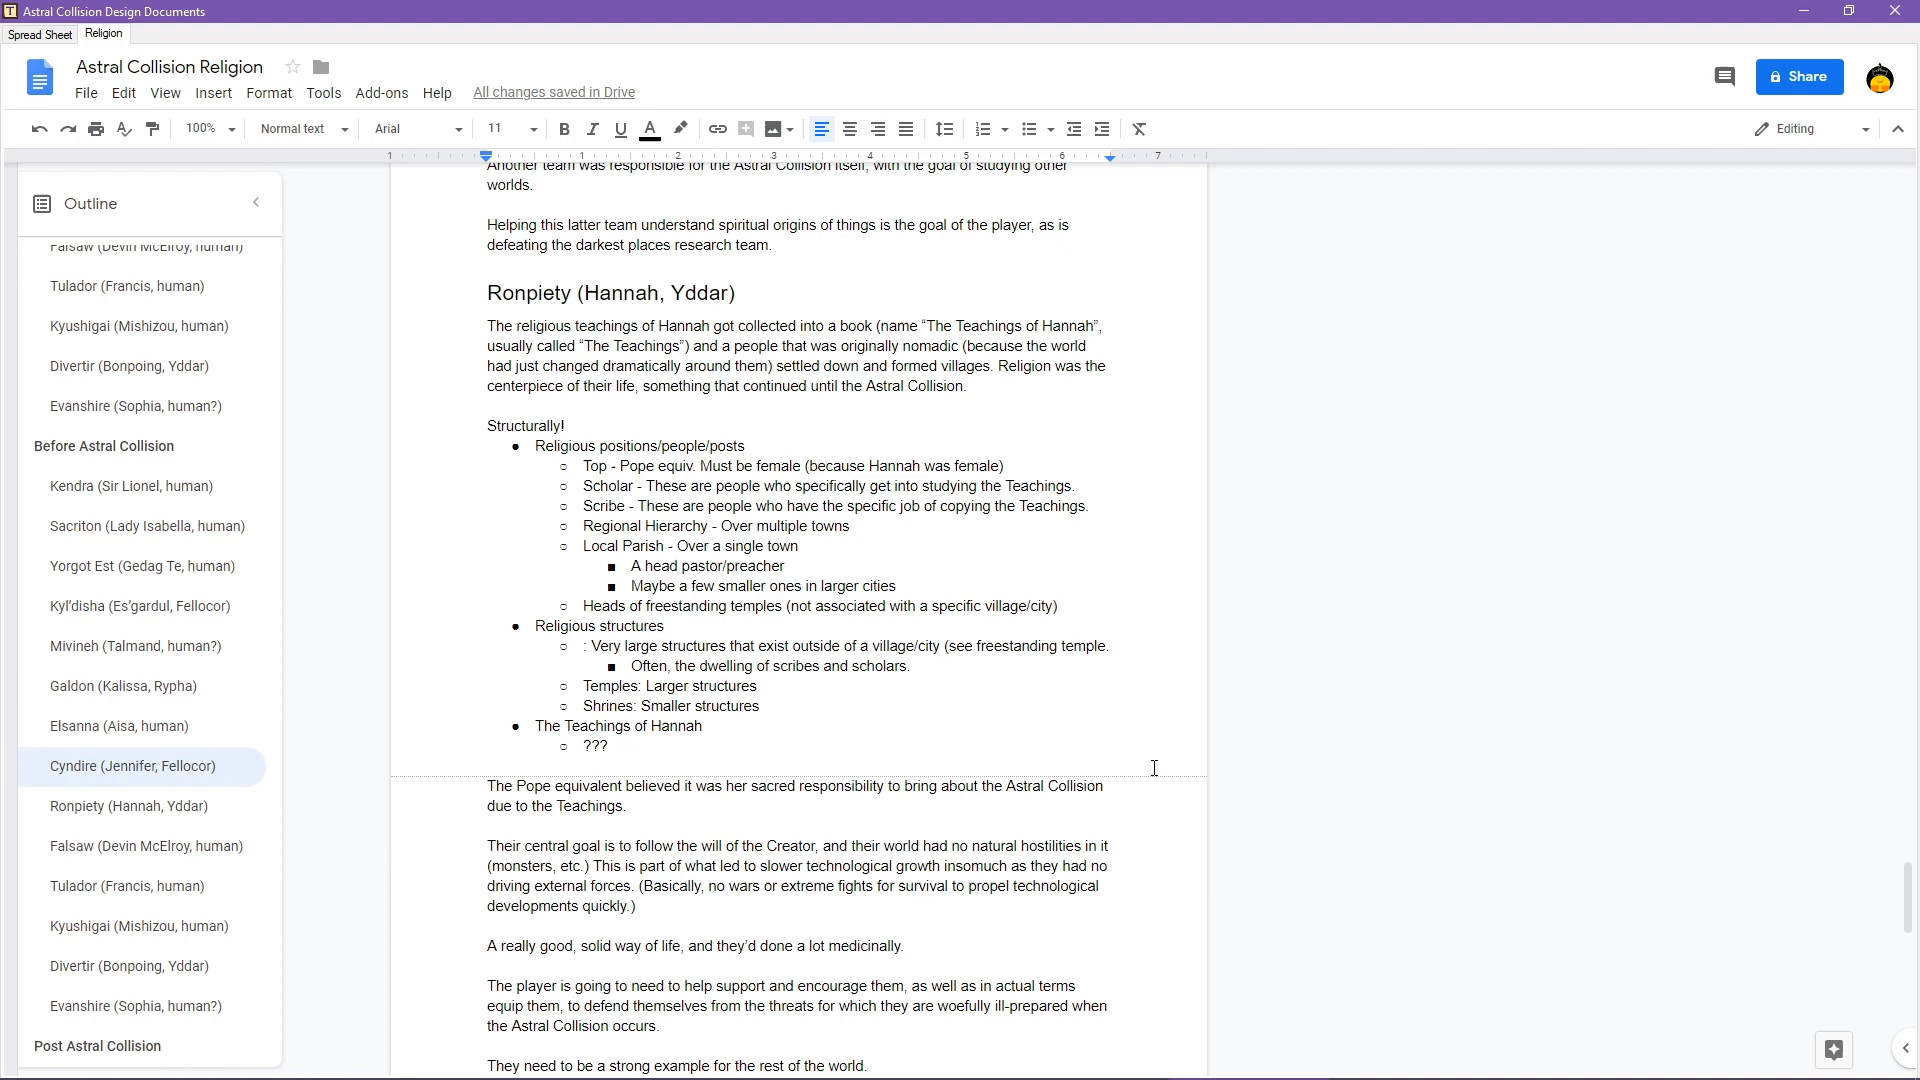 Astral Collision Design Documents
Spread Sheet Religion
Astral Collision Religion
File Edit View Insert Format Tools Add-ons Help All changes saved in Drive
Share
100% Normal text Arial 11 B I U A Editing
1 1 2 3 4 5 6 7
Outline
Falsaw (Devin McElroy, human)
Tulador (Francis, human)
Kyushigai (Mishizou, human)
Divertir (Bonpoing, Yddar)
Evanshire (Sophia, human?)
Before Astral Collision
Kendra (Sir Lionel, human)
Sacriton (Lady Isabella, human)
Yorgot Est (Gedag Te, human)
Kyl'disha (Es'gardul, Fellocor)
Mivineh (Talmand, human?)
Galdon (Kalissa, Rypha)
Elsanna (Aisa, human)
Cyndire (Jennifer, Fellocor)
Ronpiety (Hannah, Yddar)
Falsaw (Devin McElroy, human)
Tulador (Francis, human)
Kyushigai (Mishizou, human)
Divertir (Bonpoing, Yddar)
Evanshire (Sophia, human?)
Post Astral Collision
Another team was responsible for the Astral Collision itself, with the goal of studying other
worlds.
Helping this latter team understand spiritual origins of things is the goal of the player, as is
defeating the darkest places research team.
Ronpiety (Hannah, Yddar)
The religious teachings of Hannah got collected into a book (name “The Teachings of Hannah”,
usually called “The Teachings”) and a people that was originally nomadic (because the world
had just changed dramatically around them) settled down and formed villages. Religion was the
centerpiece of their life, something that continued until the Astral Collision.
Structurally!
● Religious positions/people/posts
○ Top - Pope equiv. Must be female (because Hannah was female)
○ Scholar - These are people who specifically get into studying the Teachings.
○ Scribe - These are people who have the specific job of copying the Teachings.
○ Regional Hierarchy - Over multiple towns
○ Local Parish - Over a single town
■ A head pastor/preacher
■ Maybe a few smaller ones in larger cities
○ Heads of freestanding temples (not associated with a specific village/city)
● Religious structures
○ : Very large structures that exist outside of a village/city (see freestanding temple.
■ Often, the dwelling of scribes and scholars.
○ Temples: Larger structures
○ Shrines: Smaller structures
● The Teachings of Hannah
○ ???
The Pope equivalent believed it was her sacred responsibility to bring about the Astral Collision
due to the Teachings.
Their central goal is to follow the will of the Creator, and their world had no natural hostilities in it
(monsters, etc.) This is part of what led to slower technological growth insomuch as they had no
driving external forces. (Basically, no wars or extreme fights for survival to propel technological
developments quickly.)
A really good, solid way of life, and they’d done a lot medicinally.
The player is going to need to help support and encourage them, as well as in actual terms
equip them, to defend themselves from the threats for which they are woefully ill-prepared when
the Astral Collision occurs.
They need to be a strong example for the rest of the world.